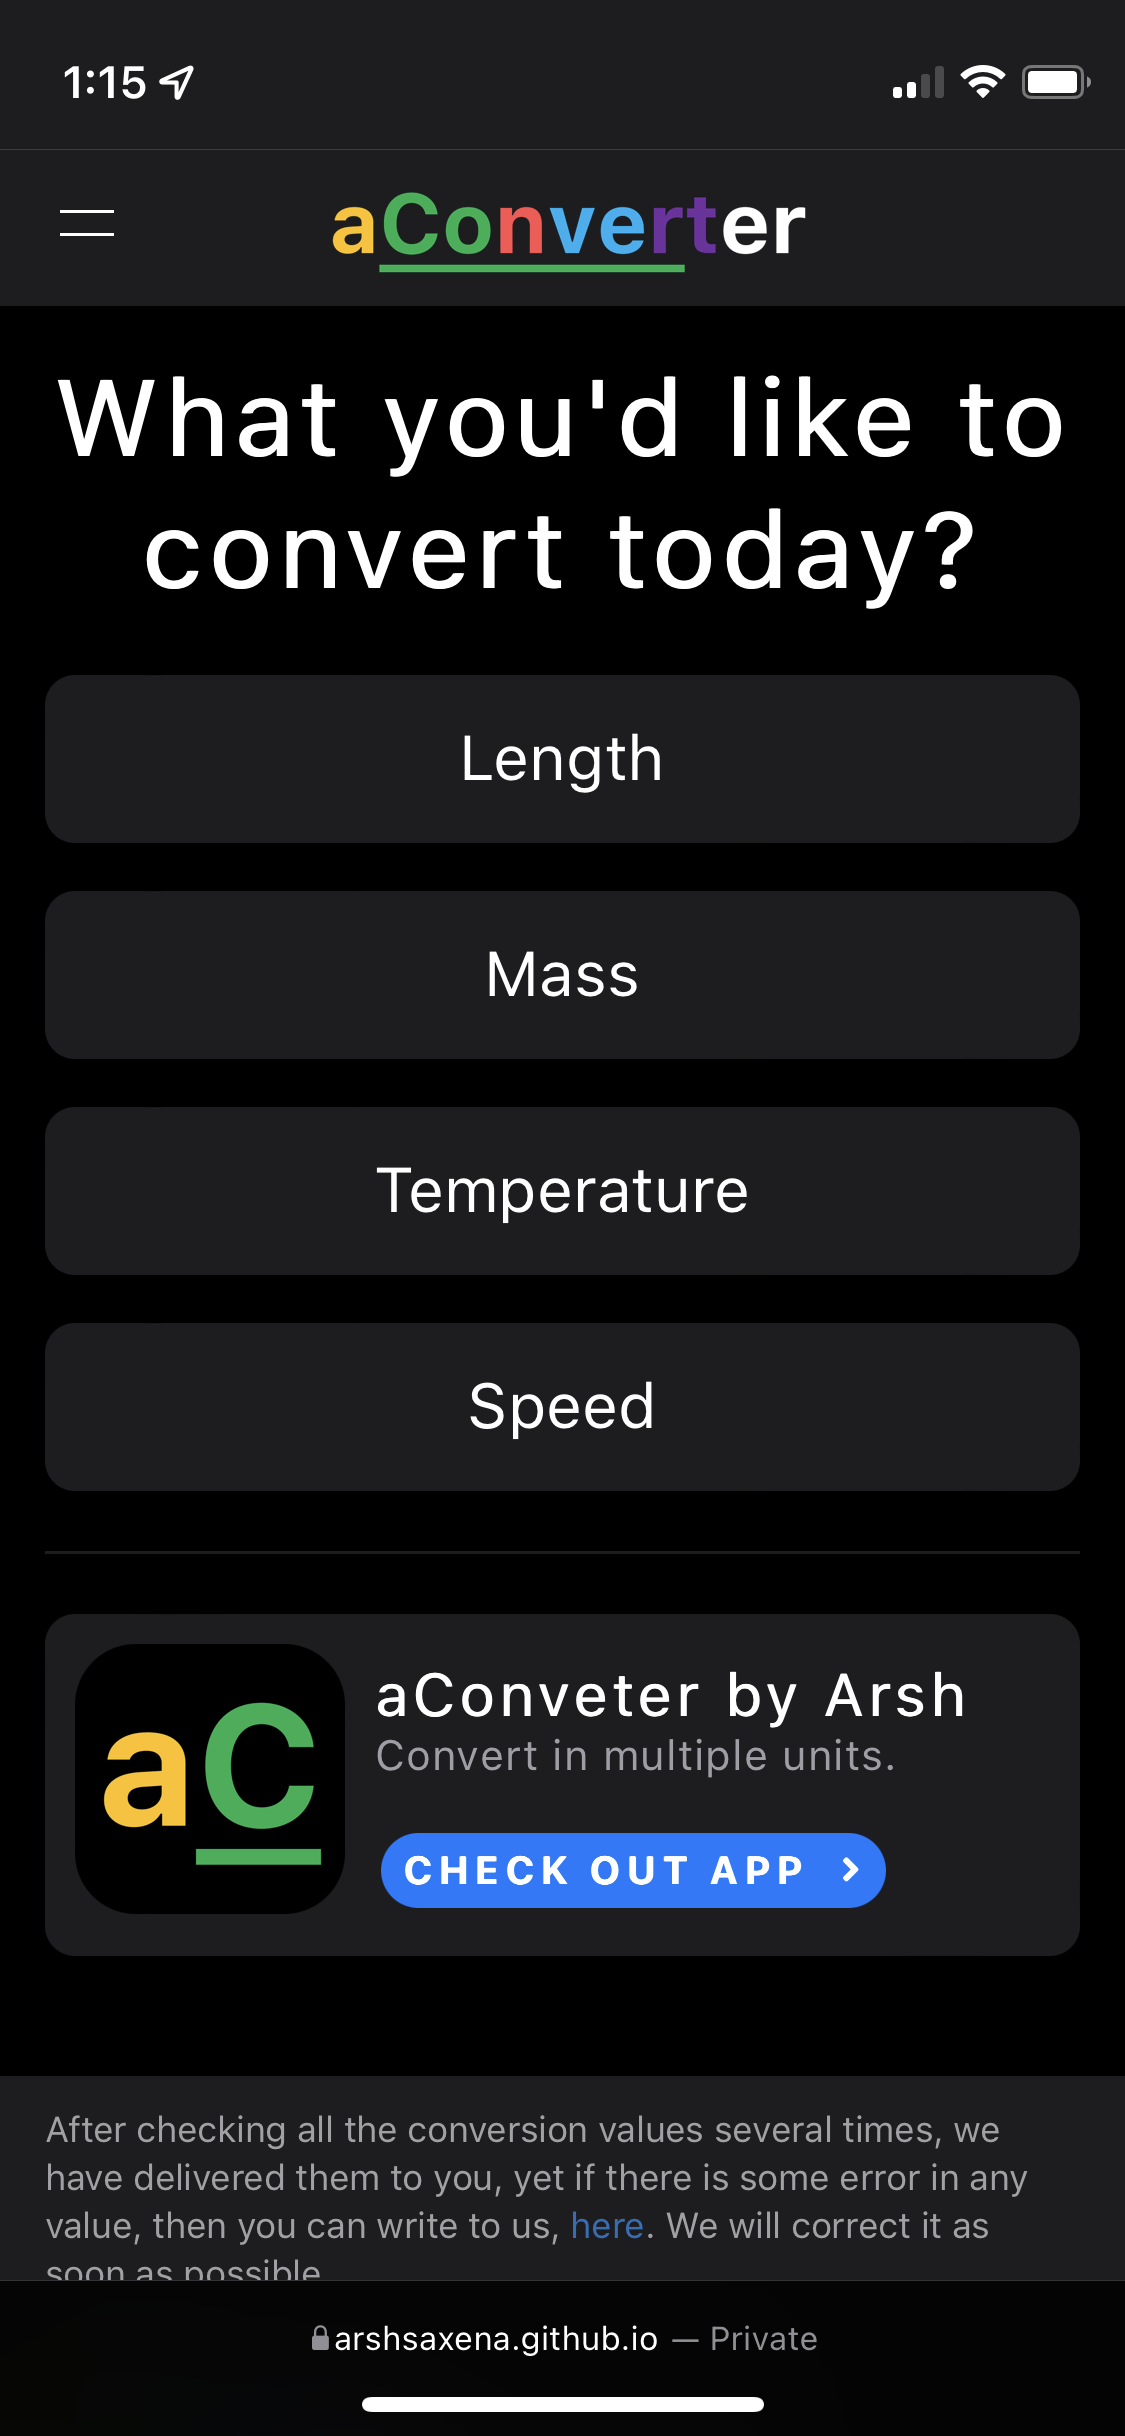 1:15
aConverter
What you'd like to
convert today?
Length
Mass
Temperature
Speed
aC
aConveter by Arsh
Convert in multiple units.
CHECK OUT APP
After checking all the conversion values several times, we
have delivered them to you, yet if there is some error in any
value, then you can write to us, here. We will correct it as
soon as possible
arshsaxena.github.io — Private